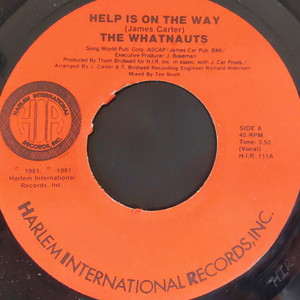 HELP IS ON THE WAY
(James Carter)
THE WHATNAUTS
Song World Pub. Corp. ASCAP/James Car Pub. BMI/
Executive Producer J. Boseman
Produced by Thom Bridwell for H.I.R. Inc. in assoc. with J. Car Prods./
Arranged By J. Carter & T. Bridwell Recording Engineer Richard Alderson
Mixed By Tee Scott
HARLEM INTERNATIONAL
HIR
RECORDS, INC.
© 1981, ℗ 1981
Harlem International
Records, Inc
SIDE A
45 RPM
Time: 3:50
(Vocal)
H.I.R. 111A
HARLEM INTERNATIONAL RECORDS, INC.